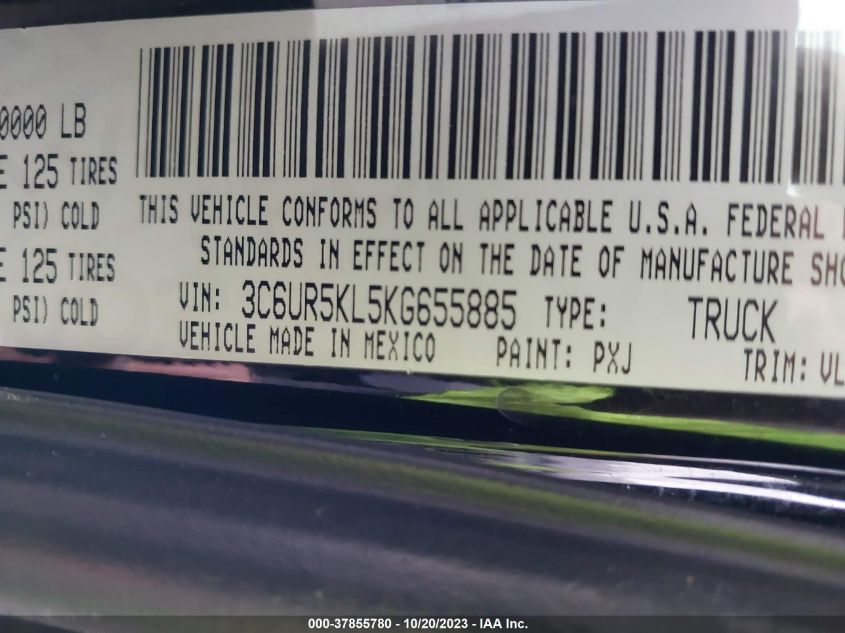 0000 LB
E 125 TIRES
PSI) COLD
E 125 TIRES
PSI) COLD
THIS VEHICLE CONFORMS TO ALL APPLICABLE U.S.A. FEDERAL
STANDARDS IN EFFECT ON THE DATE OF MANUFACTURE SHO
VIN: 3C6UR5KL5KG655885 TYPE: TRUCK
VEHICLE MADE IN MEXICO PAINT: PXJ TRIM: VL
000-37855780 - 10/20/2023 - IAA Inc.